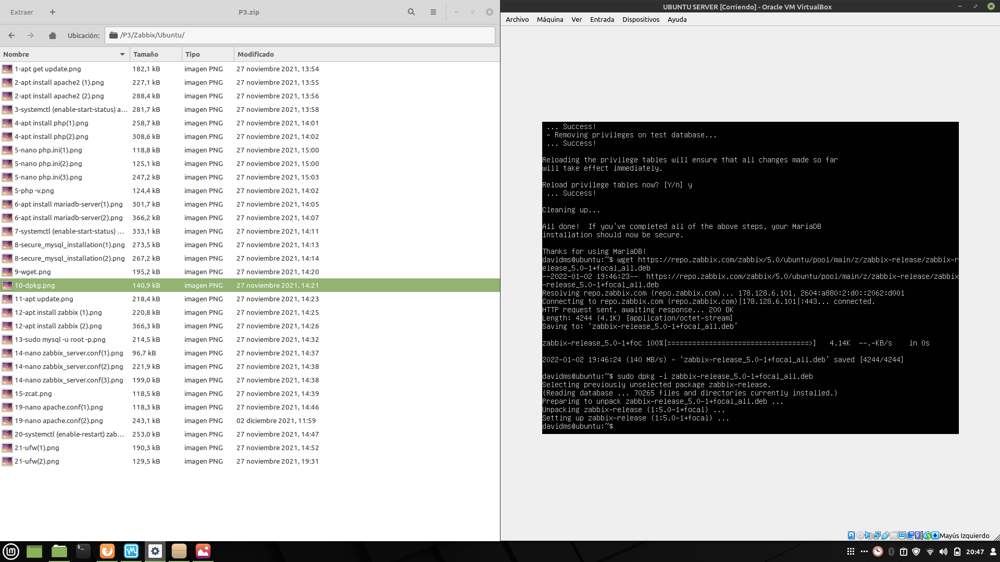 Extraer
P3.zip
Ubicación: /P3/Zabbix/Ubuntu/
Nombre Tamaño Tipo Modificado
1-apt get update.png 182,1 kB imagen PNG 27 noviembre 2021, 13:54
2-apt install apache2 (1).png 227,1 kB imagen PNG 27 noviembre 2021, 13:55
2-apt install apache2 (2).png 288,4 kB imagen PNG 27 noviembre 2021, 13:56
3-systemctl (enable-start-status) a... 281,7 kB imagen PNG 27 noviembre 2021, 13:58
4-apt install php(1).png 258,7 kB imagen PNG 27 noviembre 2021, 14:01
4-apt install php(2).png 308,6 kB imagen PNG 27 noviembre 2021, 14:02
5-nano php.ini(1).png 118,8 kB imagen PNG 27 noviembre 2021, 15:00
5-nano php.ini(2).png 125,1 kB imagen PNG 27 noviembre 2021, 15:00
5-nano php.ini(3).png 247,2 kB imagen PNG 27 noviembre 2021, 15:03
5-php -v.png 124,4 kB imagen PNG 27 noviembre 2021, 14:02
6-apt install mariadb-server(1).png 301,7 kB imagen PNG 27 noviembre 2021, 14:05
6-apt install mariadb-server(2).png 366,2 kB imagen PNG 27 noviembre 2021, 14:07
7-systemctl (enable-start-status) ... 333,1 kB imagen PNG 27 noviembre 2021, 14:11
8-secure_mysql_installation(1).png 273,5 kB imagen PNG 27 noviembre 2021, 14:13
8-secure_mysql_installation(2).png 267,2 kB imagen PNG 27 noviembre 2021, 14:14
9-wget.png 195,2 kB imagen PNG 27 noviembre 2021, 14:20
10-dpkg.png 140,9 kB imagen PNG 27 noviembre 2021, 14:21
11-apt update.png 218,4 kB imagen PNG 27 noviembre 2021, 14:23
12-apt install zabbix (1).png 220,8 kB imagen PNG 27 noviembre 2021, 14:25
12-apt install zabbix (2).png 366,3 kB imagen PNG 27 noviembre 2021, 14:26
13-sudo mysql -u root -p.png 214,5 kB imagen PNG 27 noviembre 2021, 14:32
14-nano zabbix_server.conf(1).png 96,7 kB imagen PNG 27 noviembre 2021, 14:37
14-nano zabbix_server.conf(2).png 221,9 kB imagen PNG 27 noviembre 2021, 14:38
14-nano zabbix_server.conf(3).png 199,0 kB imagen PNG 27 noviembre 2021, 14:38
15-zcat.png 118,5 kB imagen PNG 27 noviembre 2021, 14:39
19-nano apache.conf(1).png 118,3 kB imagen PNG 27 noviembre 2021, 14:46
19-nano apache.conf(2).png 243,1 kB imagen PNG 02 diciembre 2021, 11:59
20-systemctl (enable-restart) zab... 253,0 kB imagen PNG 27 noviembre 2021, 14:47
21-ufw(1).png 190,3 kB imagen PNG 27 noviembre 2021, 14:52
21-ufw(2).png 129,5 kB imagen PNG 27 noviembre 2021, 19:31
UBUNTU SERVER [Corriendo] - Oracle VM VirtualBox
Archivo Máquina Ver Entrada Dispositivos Ayuda
... Success!
- Removing privileges on test database...
... Success!
Reloading the privilege tables will ensure that all changes made so far
will take effect immediately.
Reload privilege tables now? [Y/n] y
... Success!
Cleaning up...
All done!  If you've completed all of the above steps, your MariaDB
installation should now be secure.
Thanks for using MariaDB!
davidms@ubuntu:~$ wget https://repo.zabbix.com/zabbix/5.0/ubuntu/pool/main/z/zabbix-release/zabbix-r
elease_5.0-1+focal_all.deb
--2022-01-02 19:46:23--  https://repo.zabbix.com/zabbix/5.0/ubuntu/pool/main/z/zabbix-release/zabbix
-release_5.0-1+focal_all.deb
Resolving repo.zabbix.com (repo.zabbix.com)... 178.128.6.101, 2604:a880:2:d0::2062:d001
Connecting to repo.zabbix.com (repo.zabbix.com)|178.128.6.101|:443... connected.
HTTP request sent, awaiting response... 200 OK
Length: 4244 (4.1K) [application/octet-stream]
Saving to: ‘zabbix-release_5.0-1+focal_all.deb’
zabbix-release_5.0-1+foc 100%[==================================>]   4.14K  --.-KB/s    in 0s
2022-01-02 19:46:24 (140 MB/s) - ‘zabbix-release_5.0-1+focal_all.deb’ saved [4244/4244]
davidms@ubuntu:~$ sudo dpkg -i zabbix-release_5.0-1+focal_all.deb
Selecting previously unselected package zabbix-release.
(Reading database ... 70265 files and directories currently installed.)
Preparing to unpack zabbix-release_5.0-1+focal_all.deb ...
Unpacking zabbix-release (1:5.0-1+focal) ...
Setting up zabbix-release (1:5.0-1+focal) ...
davidms@ubuntu:~$
Mayús Izquierdo
20:47